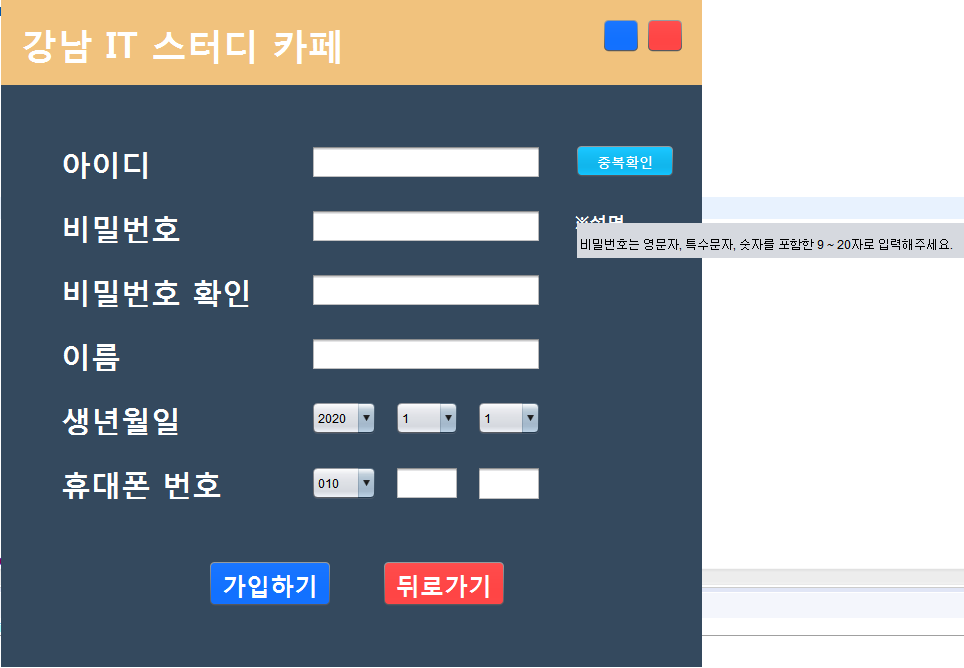 강남 IT 스터디 카페
아이디
중복확인
비밀번호
※설명
비밀번호는 영문자, 특수문자, 숫자를 포함한 9 ~ 20자로 입력해주세요.
비밀번호 확인
이름
생년월일 2020 1 1
휴대폰 번호 010
가입하기 뒤로가기